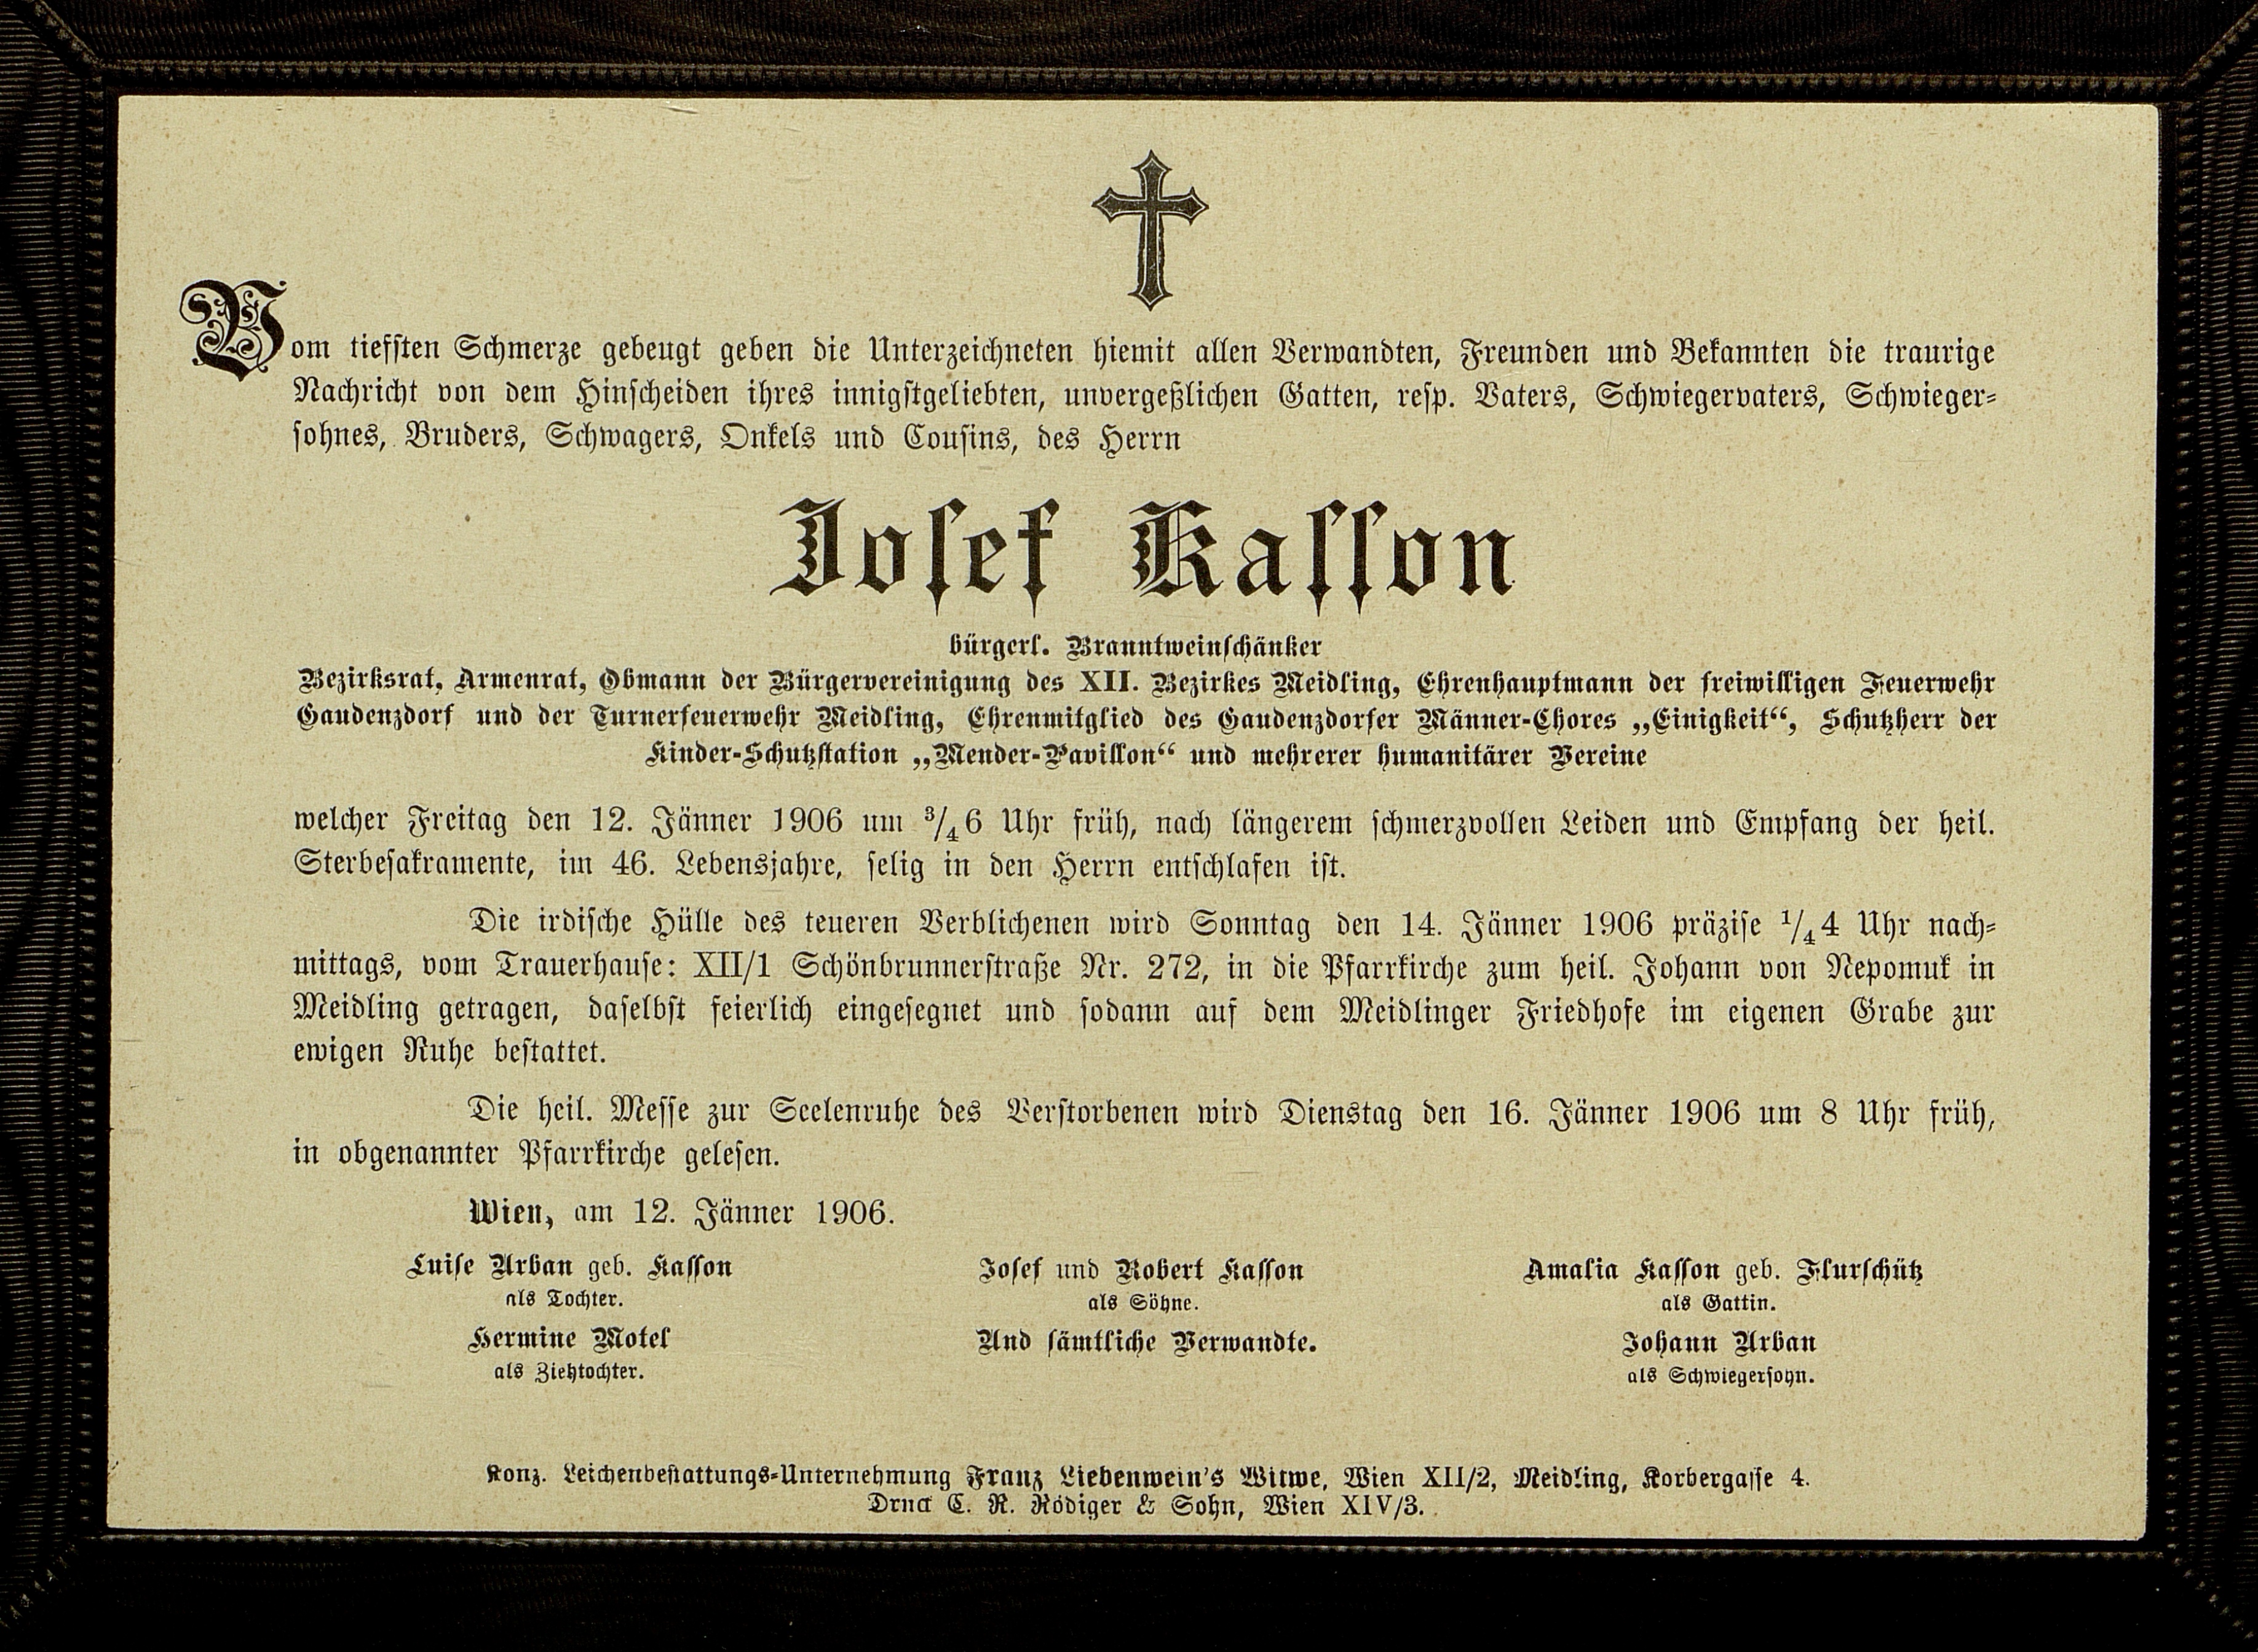 Vom tiefsten Schmerze gebeugt geben die Unterzeichneten hiemit allen Verwandten, Freunden und Bekannten die traurige
Nachricht von dem Hinscheiden ihres innigstgeliebten, unvergeßlichen Gatten, resp. Vaters, Schwiegervaters, Schwieger-
sohnes, Bruders, Schwagers, Onkels und Cousins, des Herrn
Josef Kasson
bürgerl. Branntweinschänker
Bezirksrat, Armenrat, Obmann der Bürgervereinigung des XII. Bezirkes Meidling, Ehrenhauptmann der freiwilligen Feuerwehr
Gaudenzdorf und der Turnerfeuerwehr Meidling, Ehrenmitglied des Gaudenzdorfer Männer-Chores „Einigkeit“, Schutzherr der
Kinder-Schutzstation „Mender-Pavillon“ und mehrerer humanitärer Vereine
welcher Freitag den 12. Jänner 1906 um 3/4 6 Uhr früh, nach längerem schmerzvollen Leiden und Empfang der heil.
Sterbesakramente, im 46. Lebensjahre, selig in den Herrn entschlafen ist.
Die irdische Hülle des teueren Verblichenen wird Sonntag den 14. Jänner 1906 präzise 1/4 4 Uhr nach-
mittags, vom Trauerhause: XII/1 Schönbrunnerstraße Nr. 272, in die Pfarrkirche zum heil. Johann von Nepomuk in
Meidling getragen, daselbst feierlich eingesegnet und sodann auf dem Meidlinger Friedhofe im eigenen Grabe zur
ewigen Ruhe bestattet.
Die heil. Messe zur Seelenruhe des Verstorbenen wird Dienstag den 16. Jänner 1906 um 8 Uhr früh,
in obgenannter Pfarrkirche gelesen.
Wien, am 12. Jänner 1906.
Luise Urban geb. Kasson
als Tochter.
Hermine Motel
als Ziehtochter.
Josef und Robert Kasson
als Söhne.
Und sämtliche Verwandte.
Amalia Kasson geb. Flurschütz
als Gattin.
Johann Urban
als Schwiegersohn.
Konz. Leichenbestattungs-Unternehmung Franz Liebenwein's Witwe, Wien XII/2, Meidling, Korbergasse 4.
Druck C. R. Rödiger & Sohn, Wien XIV/3.